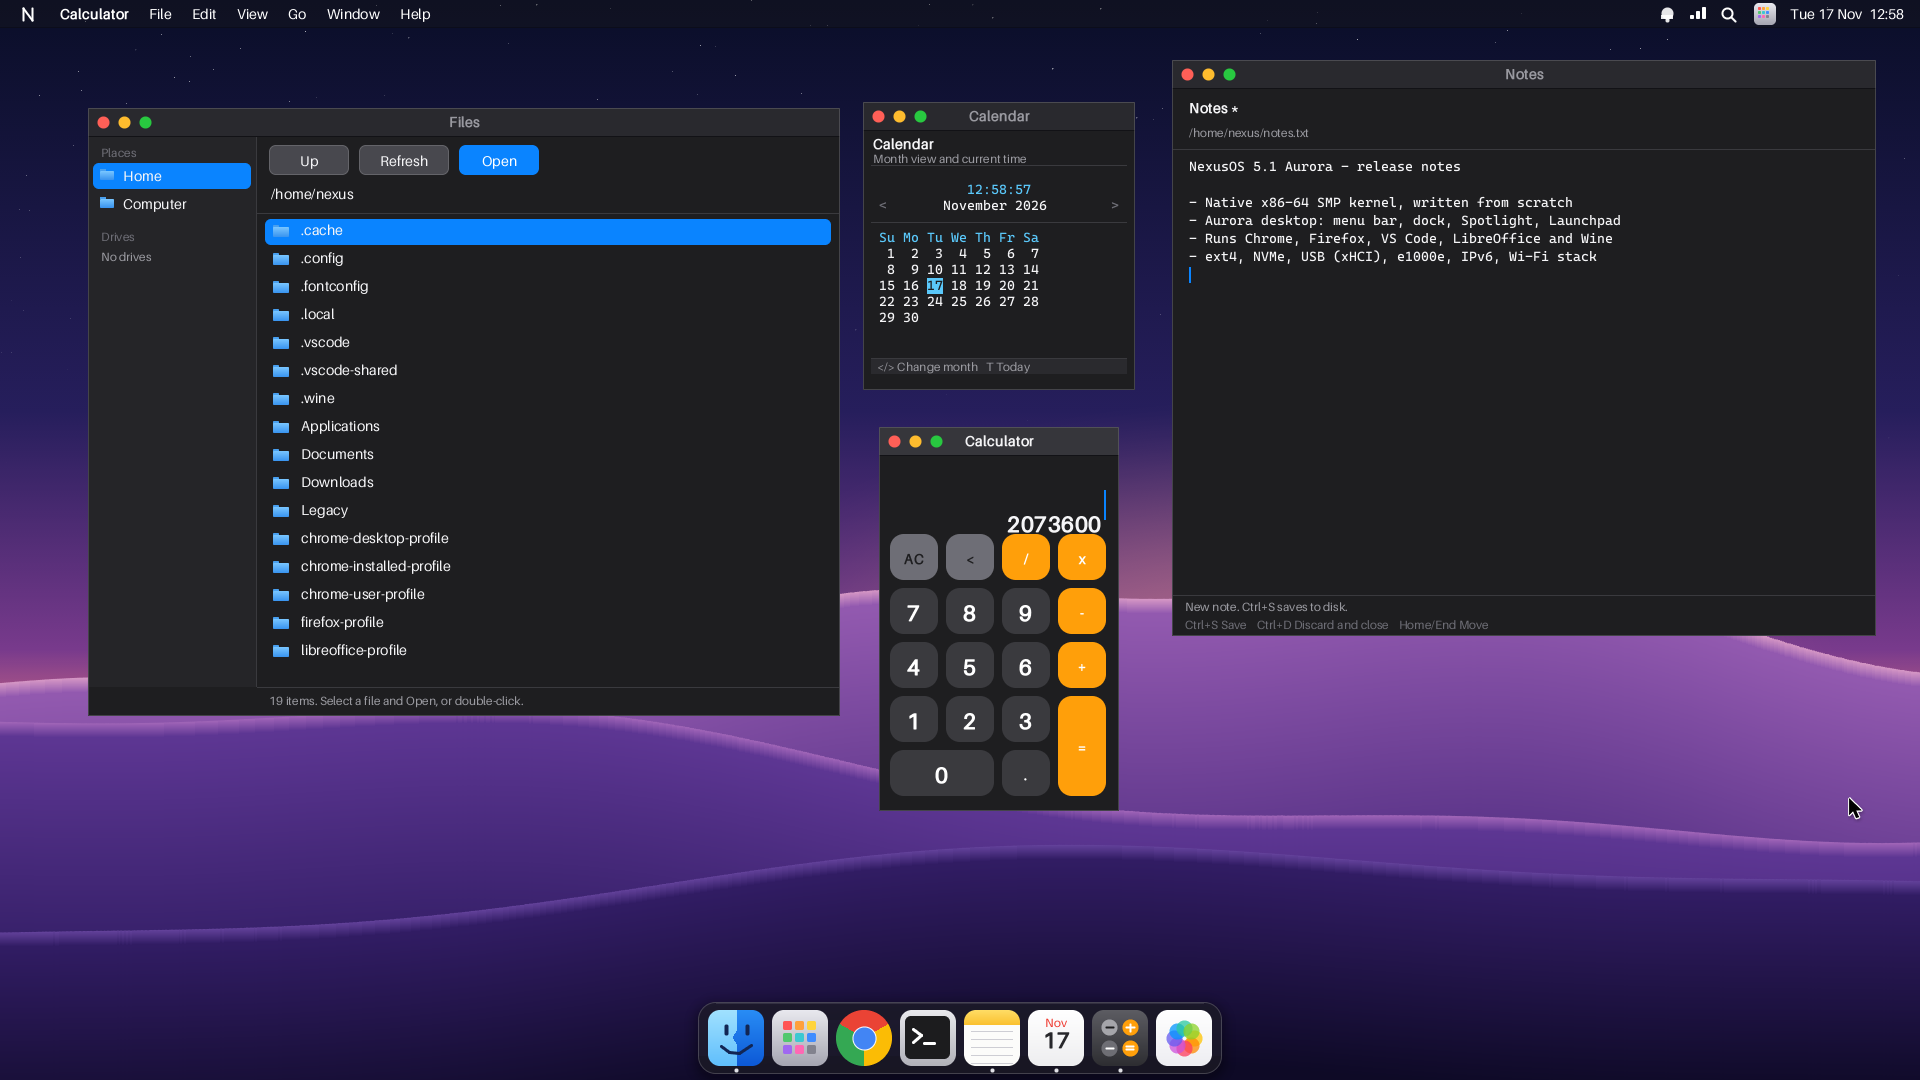 N Calculator File Edit View Go Window Help Tue 17 Nov 12:58
Files
Places
Home
Computer
Drives
No drives
Up Refresh Open
/home/nexus
.cache
.config
.fontconfig
.local
.vscode
.vscode-shared
.wine
Applications
Documents
Downloads
Legacy
chrome-desktop-profile
chrome-installed-profile
chrome-user-profile
firefox-profile
libreoffice-profile
19 items. Select a file and Open, or double-click.
Calendar
Calendar
Month view and current time
12:58:57
< November 2026 >
Su Mo Tu We Th Fr Sa
1 2 3 4 5 6 7
8 9 10 11 12 13 14
15 16 17 18 19 20 21
22 23 24 25 26 27 28
29 30
</> Change month T Today
Calculator
2073600
AC < / x
7 8 9 -
4 5 6 +
1 2 3 =
0 .
Notes
Notes *
/home/nexus/notes.txt
NexusOS 5.1 Aurora - release notes
- Native x86-64 SMP kernel, written from scratch
- Aurora desktop: menu bar, dock, Spotlight, Launchpad
- Runs Chrome, Firefox, VS Code, LibreOffice and Wine
- ext4, NVMe, USB (xHCI), e1000e, IPv6, Wi-Fi stack
New note. Ctrl+S saves to disk.
Ctrl+S Save Ctrl+D Discard and close Home/End Move
Nov
17